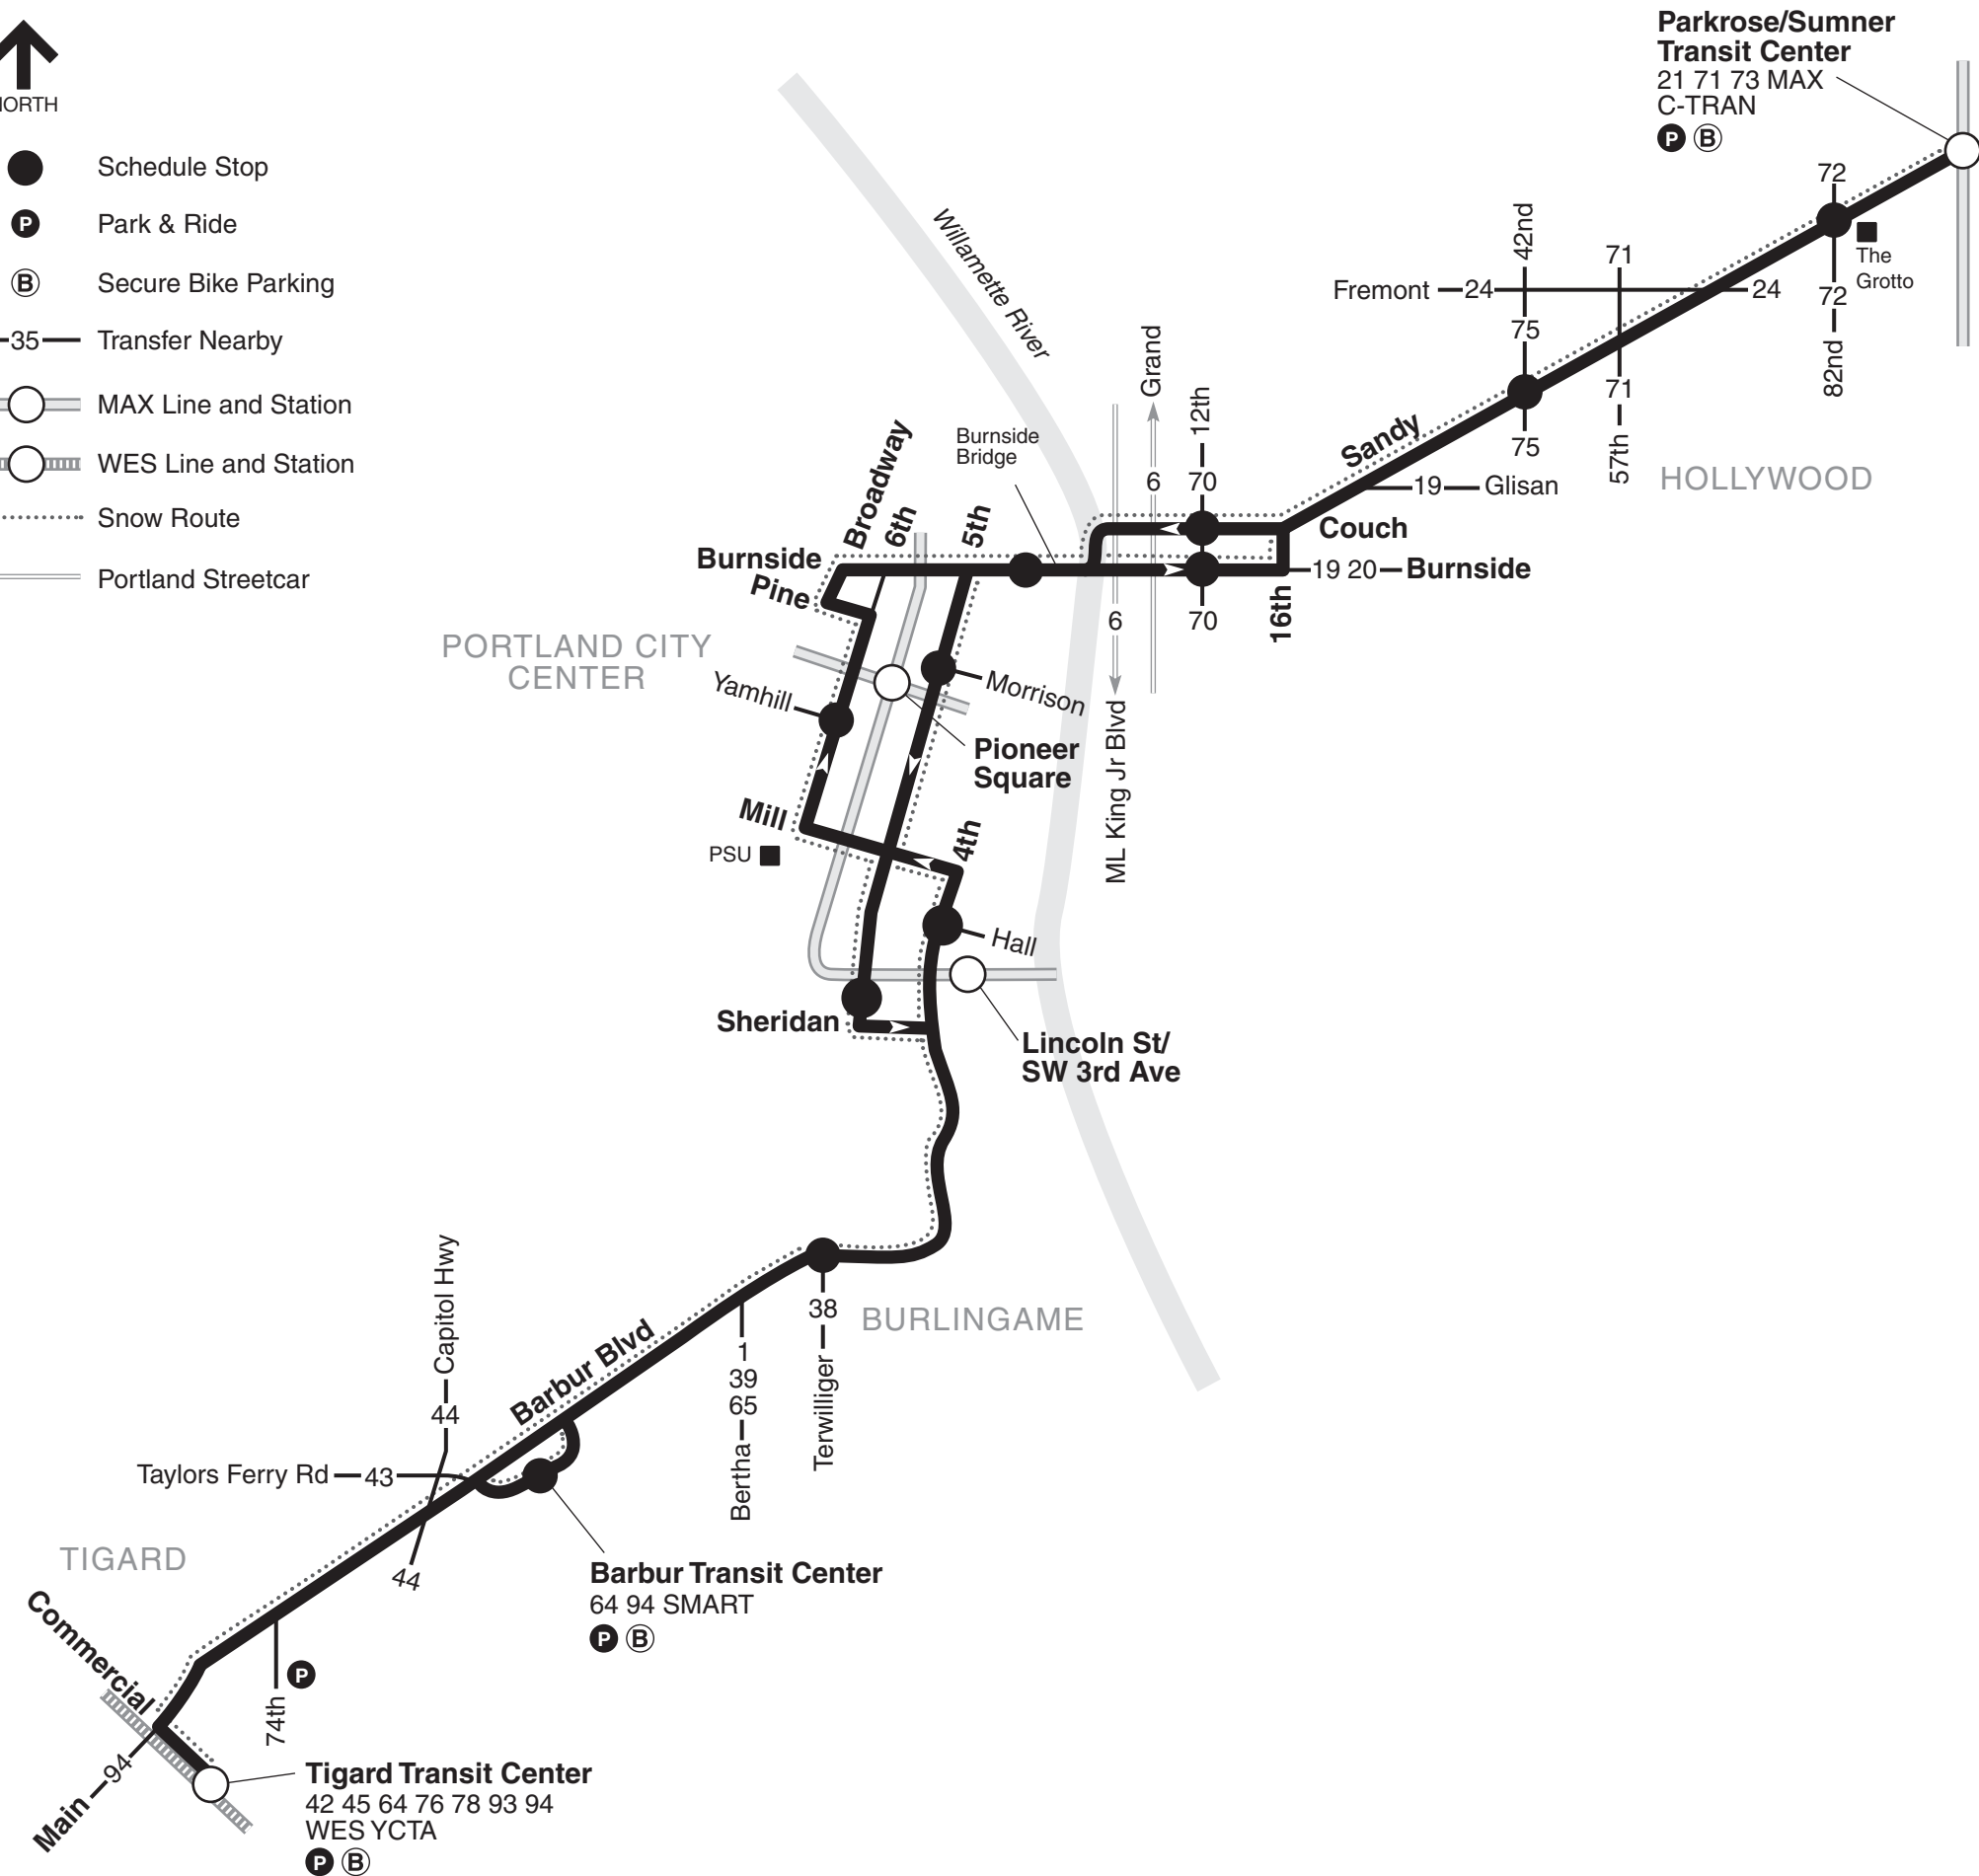 NORTH
Schedule Stop
P
Park & Ride
B
Secure Bike Parking
35
Transfer Nearby
MAX Line and Station
WES Line and Station
Snow Route
Portland Streetcar
Parkrose/Sumner
Transit Center
21 71 73 MAX
C-TRAN
P B
72
The
Grotto
72
82nd
42nd
71
Fremont
24
24
75
71
75
57th
HOLLYWOOD
Sandy
19
Glisan
Willamette River
Grand
12th
Burnside
Bridge
6
70
Couch
19 20
Burnside
16th
6
70
ML King Jr Blvd
Broadway
6th
5th
Burnside
Pine
PORTLAND CITY
CENTER
Yamhill
Morrison
Pioneer
Square
Mill
PSU
4th
Hall
Sheridan
Lincoln St/
SW 3rd Ave
38
Terwilliger
BURLINGAME
1
39
65
Bertha
Barbur Blvd
Capitol Hwy
44
Taylors Ferry Rd
43
44
Barbur Transit Center
64 94 SMART
P B
TIGARD
Commercial
P
74th
94
Main
Tigard Transit Center
42 45 64 76 78 93 94
WES YCTA
P B